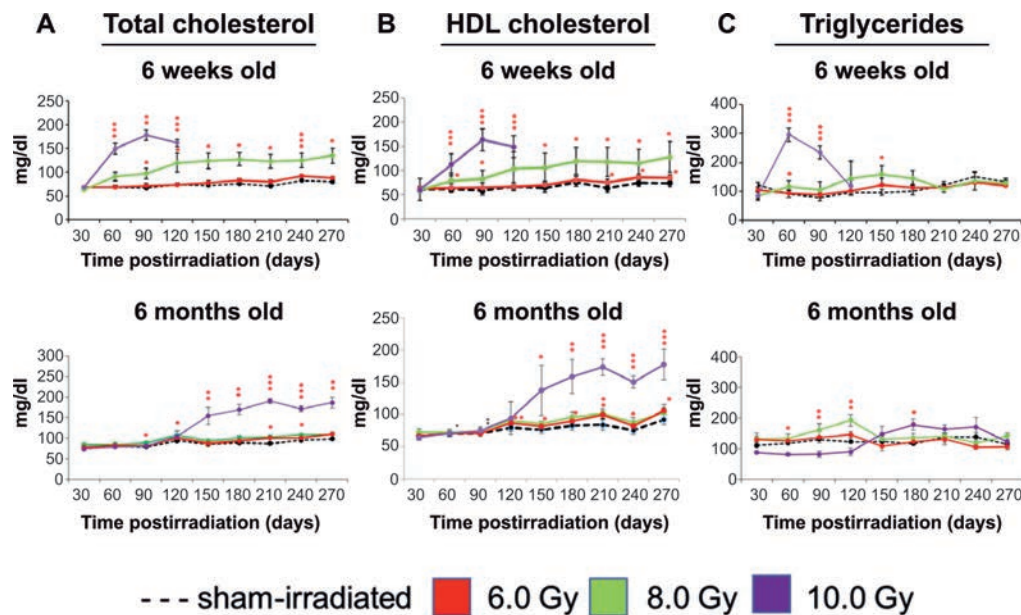 A Total cholesterol
6 weeks old
mg/dl
250
200
150
100
50
0
30 60 90 120 150 180 210 240 270
Time postirradiation (days)
6 months old
mg/dl
300
250
200
150
100
50
0
30 60 90 120 150 180 210 240 270
Time postirradiation (days)
B HDL cholesterol
6 weeks old
mg/dl
250
200
150
100
50
0
30 60 90 120 150 180 210 240 270
Time postirradiation (days)
6 months old
mg/dl
250
200
150
100
50
0
30 60 90 120 150 180 210 240 270
Time postirradiation (days)
C Triglycerides
6 weeks old
mg/dl
400
300
200
100
0
30 60 90 120 150 180 210 240 270
Time postirradiation (days)
6 months old
mg/dl
400
300
200
100
0
30 60 90 120 150 180 210 240 270
Time postirradiation (days)
sham-irradiated 6.0 Gy 8.0 Gy 10.0 Gy